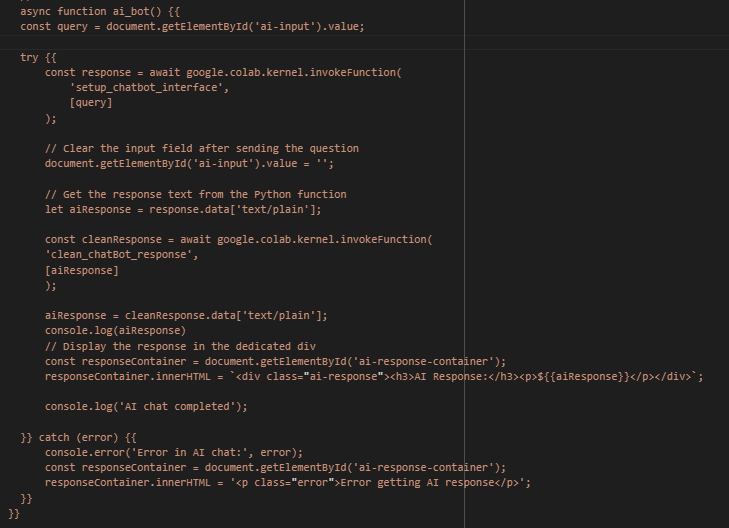 async function ai_bot() {{
const query = document.getElementById('ai-input').value;
try {{
const response = await google.colab.kernel.invokeFunction(
'setup_chatbot_interface',
[query]
);
// Clear the input field after sending the question
document.getElementById('ai-input').value = '';
// Get the response text from the Python function
let aiResponse = response.data['text/plain'];
const cleanResponse = await google.colab.kernel.invokeFunction(
'clean_chatBot_response',
[aiResponse]
);
aiResponse = cleanResponse.data['text/plain'];
console.log(aiResponse)
// Display the response in the dedicated div
const responseContainer = document.getElementById('ai-response-container');
responseContainer.innerHTML = `<div class="ai-response"><h3>AI Response:</h3><p>${{aiResponse}}</p></div>`;
console.log('AI chat completed');
}} catch (error) {{
console.error('Error in AI chat:', error);
const responseContainer = document.getElementById('ai-response-container');
responseContainer.innerHTML = '<p class="error">Error getting AI response</p>';
}}
}}